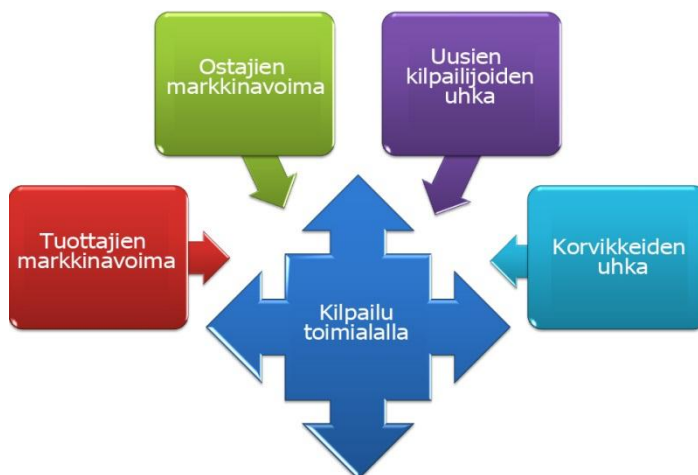 Ostajien
markkinavoima
Uusien
kilpailijoiden
uhka
Tuottajien
markkinavoima
Korvikkeiden
uhka
Kilpailu
toimialalla